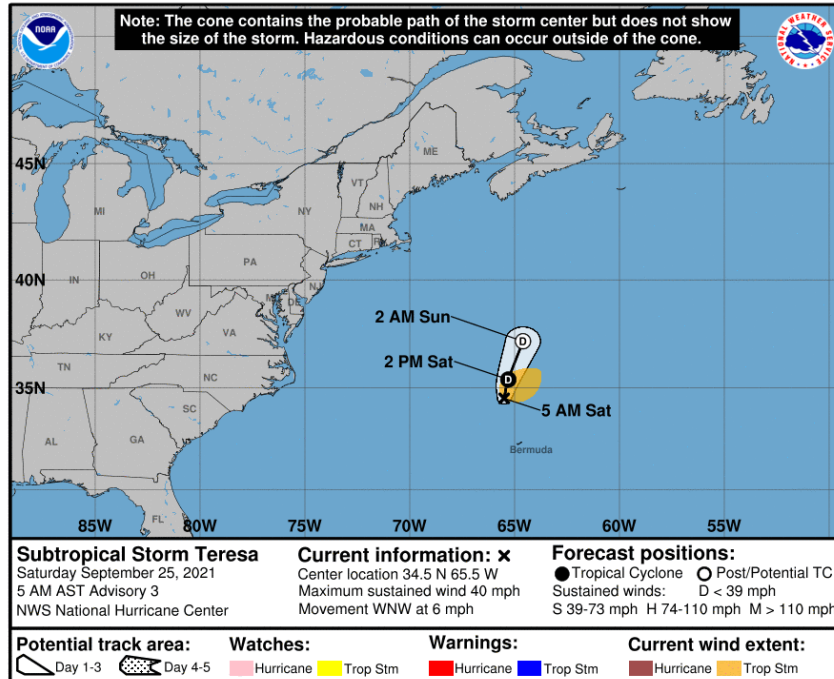 Note: The cone contains the probable path of the storm center but does not show
the size of the storm. Hazardous conditions can occur outside of the cone.
NOAA
NATIONAL WEATHER SERVICE
45N
40N
35N
ME
VT
NH
MA
CT
NY
MI
PA
NJ
OH
IN
DE
WV
VA
KY
NC
TN
SC
AL
GA
FL
2 AM Sun
D
2 PM Sat
D
5 AM Sat
Bermuda
85W
80W
75W
70W
65W
60W
55W
Subtropical Storm Teresa
Saturday September 25, 2021
5 AM AST Advisory 3
NWS National Hurricane Center
Current information: x
Center location 34.5 N 65.5 W
Maximum sustained wind 40 mph
Movement WNW at 6 mph
Forecast positions:
Tropical Cyclone Post/Potential TC
Sustained winds: D < 39 mph
S 39-73 mph H 74-110 mph M > 110 mph
Potential track area:
Day 1-3 Day 4-5
Watches:
Hurricane Trop Stm
Warnings:
Hurricane Trop Stm
Current wind extent:
Hurricane Trop Stm